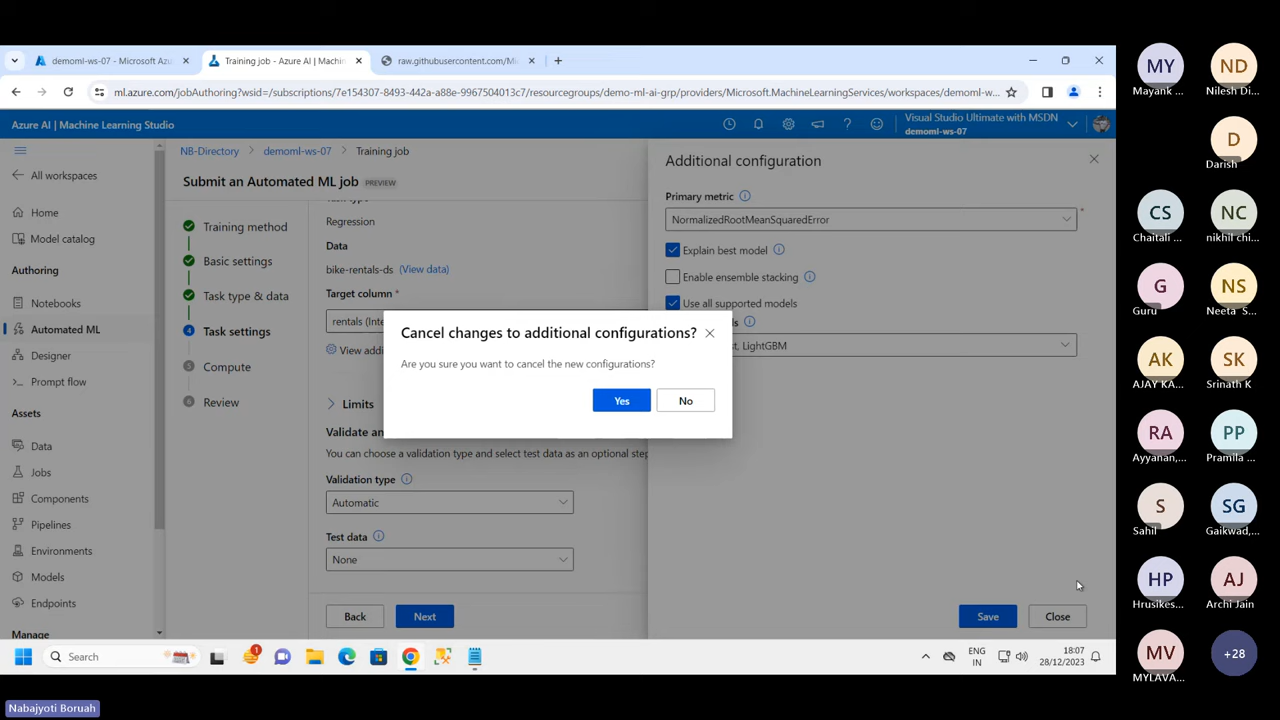 demoml-ws-07 - Microsoft Azu
Training job - Azure AI | Machin
raw.githubusercontent.com/Mi
ml.azure.com/jobAuthoring?wsid=/subscriptions/7e154307-8493-442a-a88e-9967504013c7/resourcegroups/demo-ml-ai-grp/providers/Microsoft.MachineLearningServices/workspaces/demoml-w...
Azure AI | Machine Learning Studio
Visual Studio Ultimate with MSDN
demoml-ws-07
All workspaces
Home
Model catalog
Authoring
Notebooks
Automated ML
Designer
Prompt flow
Assets
Data
Jobs
Components
Pipelines
Environments
Models
Endpoints
Manage
NB-Directory > demoml-ws-07 > Training job
Submit an Automated ML job PREVIEW
Training method
Basic settings
Task type & data
4 Task settings
5 Compute
6 Review
Regression
Data
bike-rentals-ds (View data)
Target column *
rentals (Inte
View addi
Limits
Validate an
You can choose a validation type and select test data as an optional step
Validation type
Automatic
Test data
None
Back
Next
Additional configuration
Primary metric
NormalizedRootMeanSquaredError
*
Explain best model
Enable ensemble stacking
Use all supported models
st, LightGBM
Save
Close
Cancel changes to additional configurations?
Are you sure you want to cancel the new configurations?
Yes
No
Search
1
ENG
IN
18:07
28/12/2023
MY
Mayank ...
ND
Nilesh Di...
D
Darish
CS
Chaitali ...
NC
nikhil chi...
G
Guru
NS
Neeta S...
AK
AJAY KA...
SK
Srinath K
RA
Ayyanan,...
PP
Pramila ...
S
Sahil
SG
Gaikwad,...
HP
Hrusikes...
AJ
Archi Jain
MV
MYLAVA...
+28
Nabajyoti Boruah